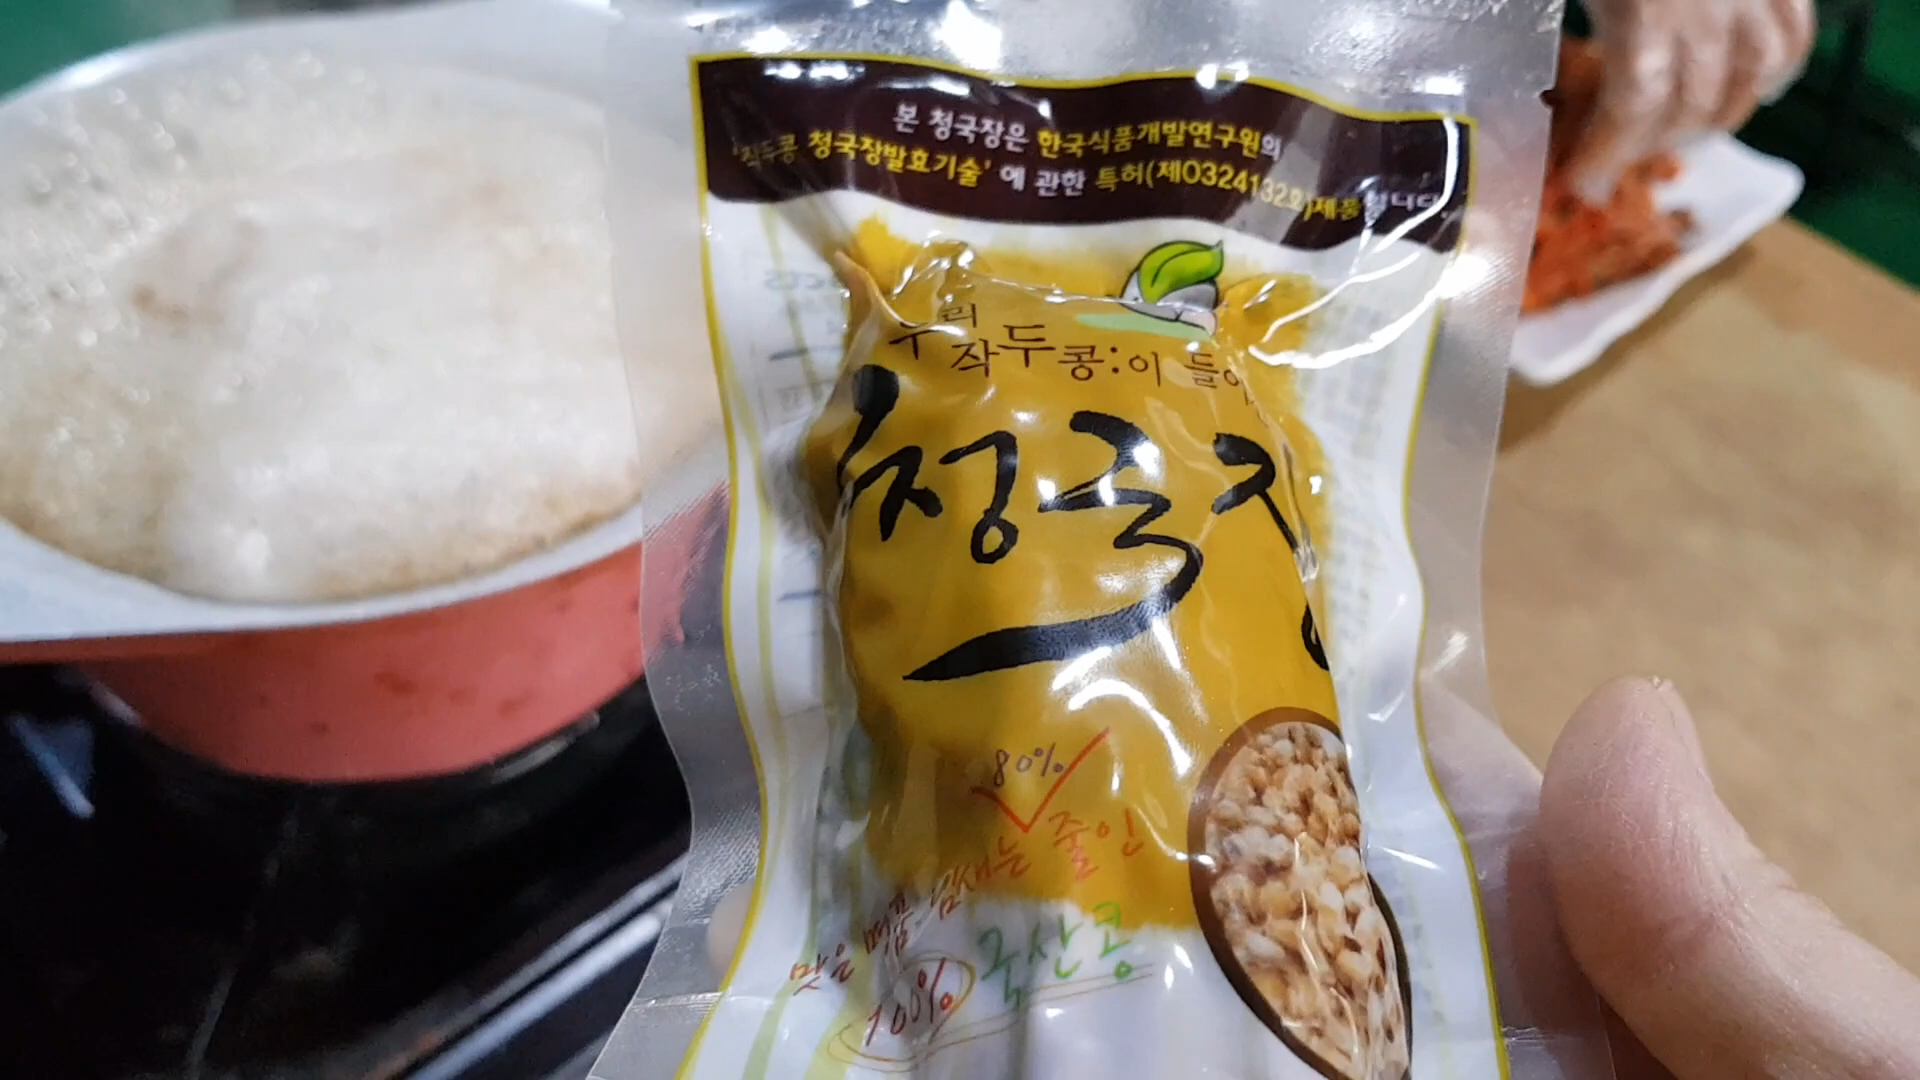 본 청국장은 한국식품개발연구원의
'작두콩 청국장발효기술' 에 관한 특허(제0324132호)제품입니다.
우리
작두콩:이 들어
청국장
80%
맛은 쩌품 냄새는 줄인
100% 국산콩